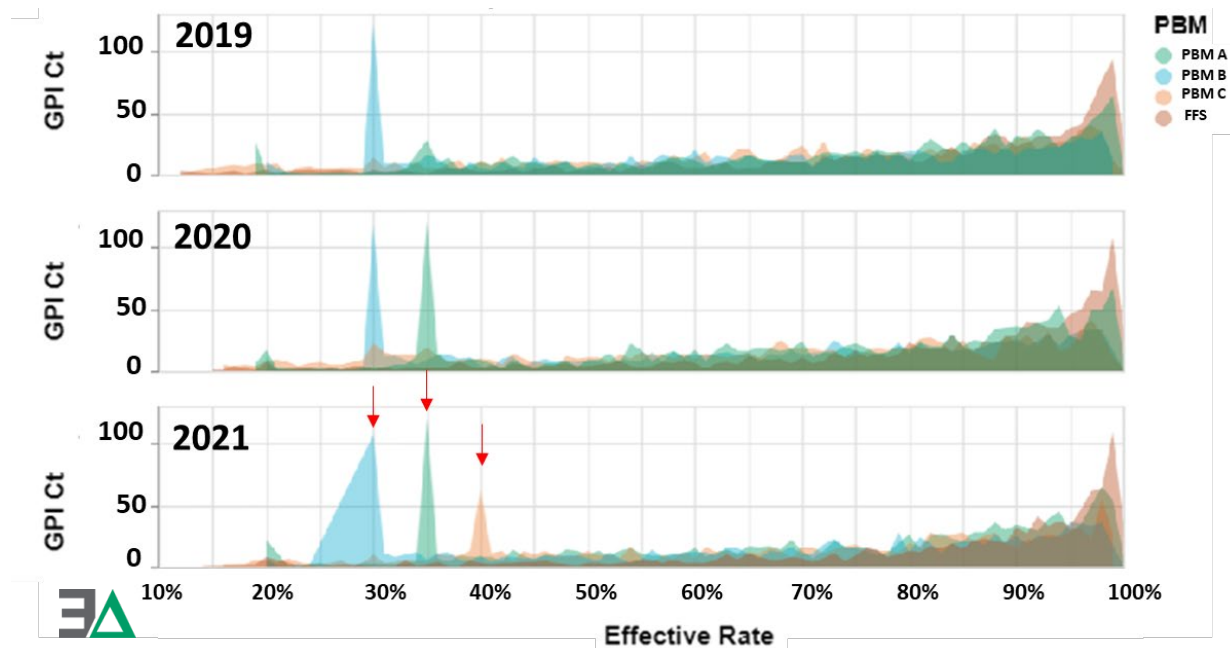 2019
GPI Ct
100
50
0
PBM
PBM A
PBM B
PBM C
FFS
2020
GPI Ct
100
50
0
2021
GPI Ct
100
50
0
10% 20% 30% 40% 50% 60% 70% 80% 90% 100%
Effective Rate
3Δ